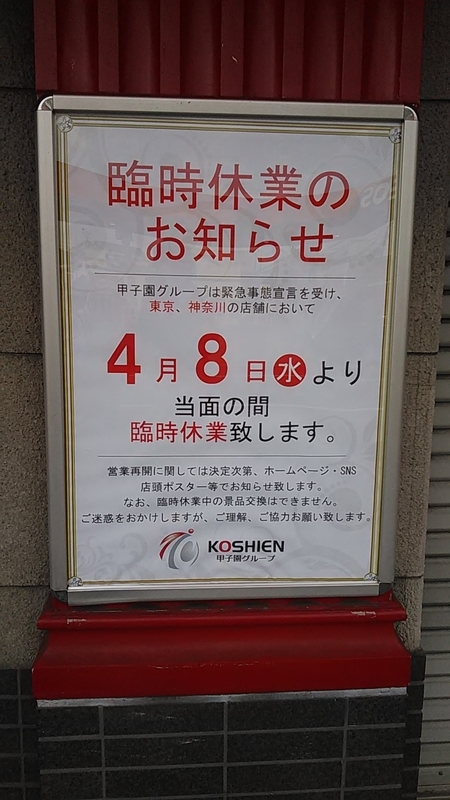 臨時休業の
お知らせ
甲子園グループは緊急事態宣言を受け、
東京、神奈川の店舗において
4月8日㊌より
当面の間
臨時休業致します。
営業再開に関しては決定次第、ホームページ・SNS
店頭ポスター等でお知らせ致します。
なお、臨時休業中の景品交換はできません。
ご迷惑をおかけしますが、ご理解、ご協力お願い致します。
KOSHIEN
甲子園グループ